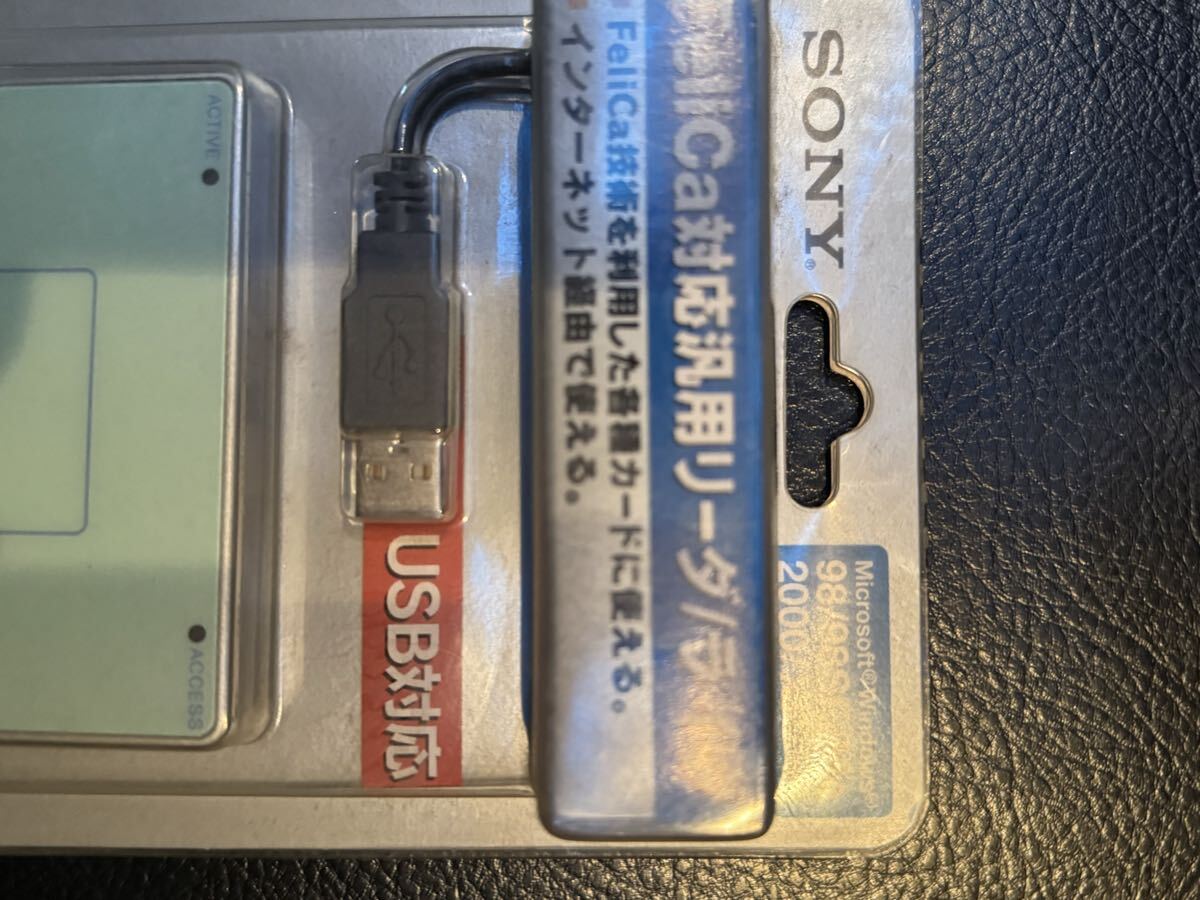 SONY®
Microsoft®
98/98
2000
FeliCa対応汎用リーダ/ラ
FeliCa技術を利用した各種カードに使える。
インターネット経由で使える。
USB対応
ACTIVE
ACCESS